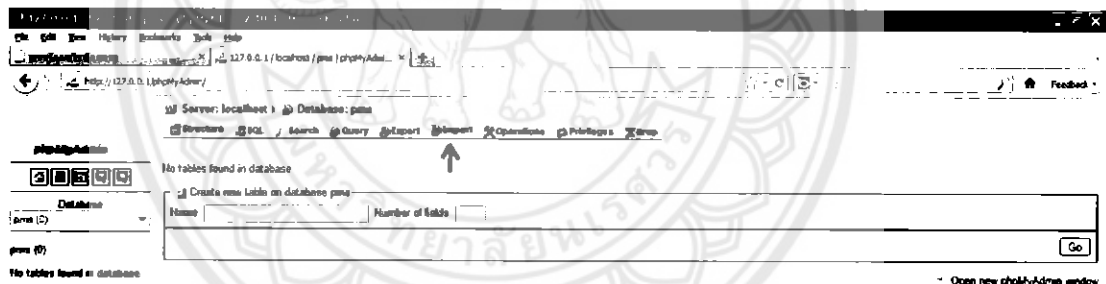 File Edit View History Bookmarks Tools Help
127.0.0.1 / localhost / pms | phpMyAdmi...
http://127.0.0.1/phpMyAdmin/
Feedback
Server: localhost Database: pms
Structure SQL Search Query Export Import Operations Privileges Drop
phpMyAdmin
No tables found in database
Create new table on database pms
Database
Name Number of fields
pms (0)
Go
pms (0)
No tables found in database
Open new phpMyAdmin window